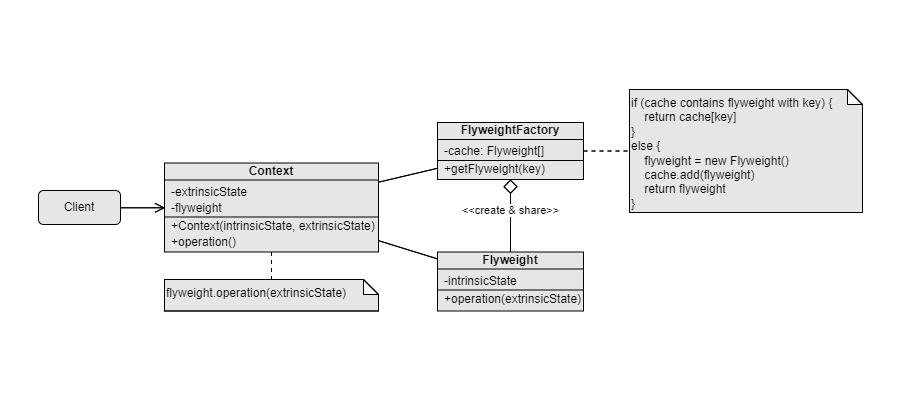 Client
Context
-extrinsicState
-flyweight
+Context(intrinsicState, extrinsicState)
+operation()
flyweight.operation(extrinsicState)
FlyweightFactory
-cache: Flyweight[]
+getFlyweight(key)
<<create & share>>
Flyweight
-intrinsicState
+operation(extrinsicState)
if (cache contains flyweight with key) {
return cache[key]
}
else {
flyweight = new Flyweight()
cache.add(flyweight)
return flyweight
}